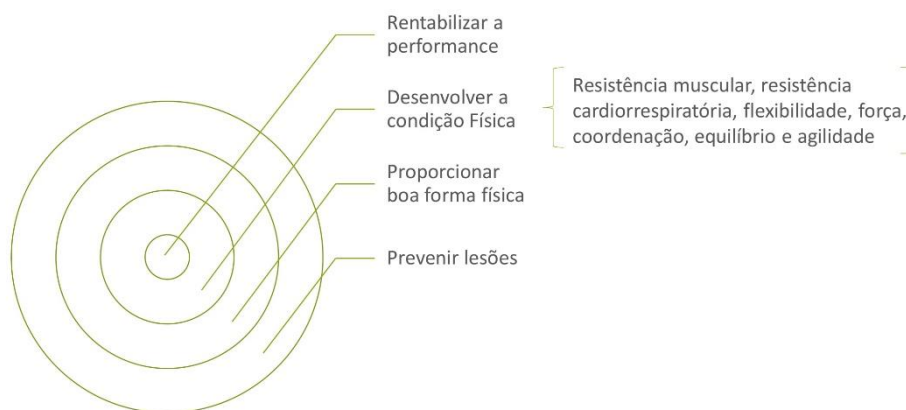 Rentabilizar a
performance
Desenvolver a
condição Física
Resistência muscular, resistência
cardiorrespiratória, flexibilidade, força,
coordenação, equilíbrio e agilidade
Proporcionar
boa forma física
Prevenir lesões